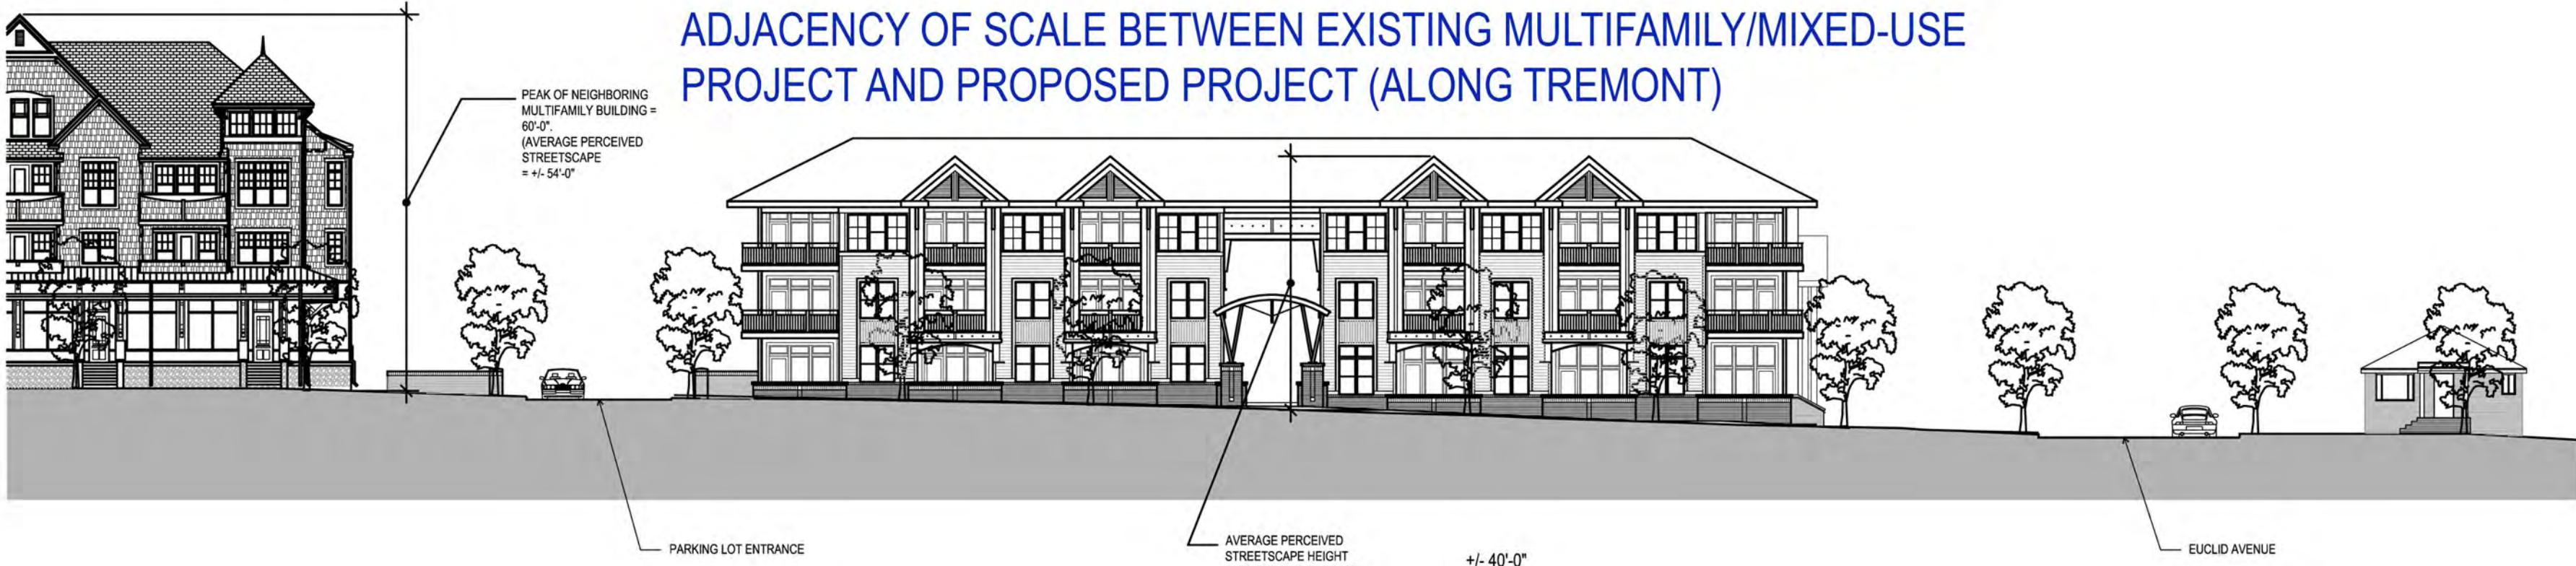 ADJACENCY OF SCALE BETWEEN EXISTING MULTIFAMILY/MIXED-USE
PROJECT AND PROPOSED PROJECT (ALONG TREMONT)
PEAK OF NEIGHBORING
MULTIFAMILY BUILDING =
60'-0".
(AVERAGE PERCEIVED
STREETSCAPE
= +/- 54'-0"
PARKING LOT ENTRANCE
AVERAGE PERCEIVED
STREETSCAPE HEIGHT
+/- 40'-0"
EUCLID AVENUE